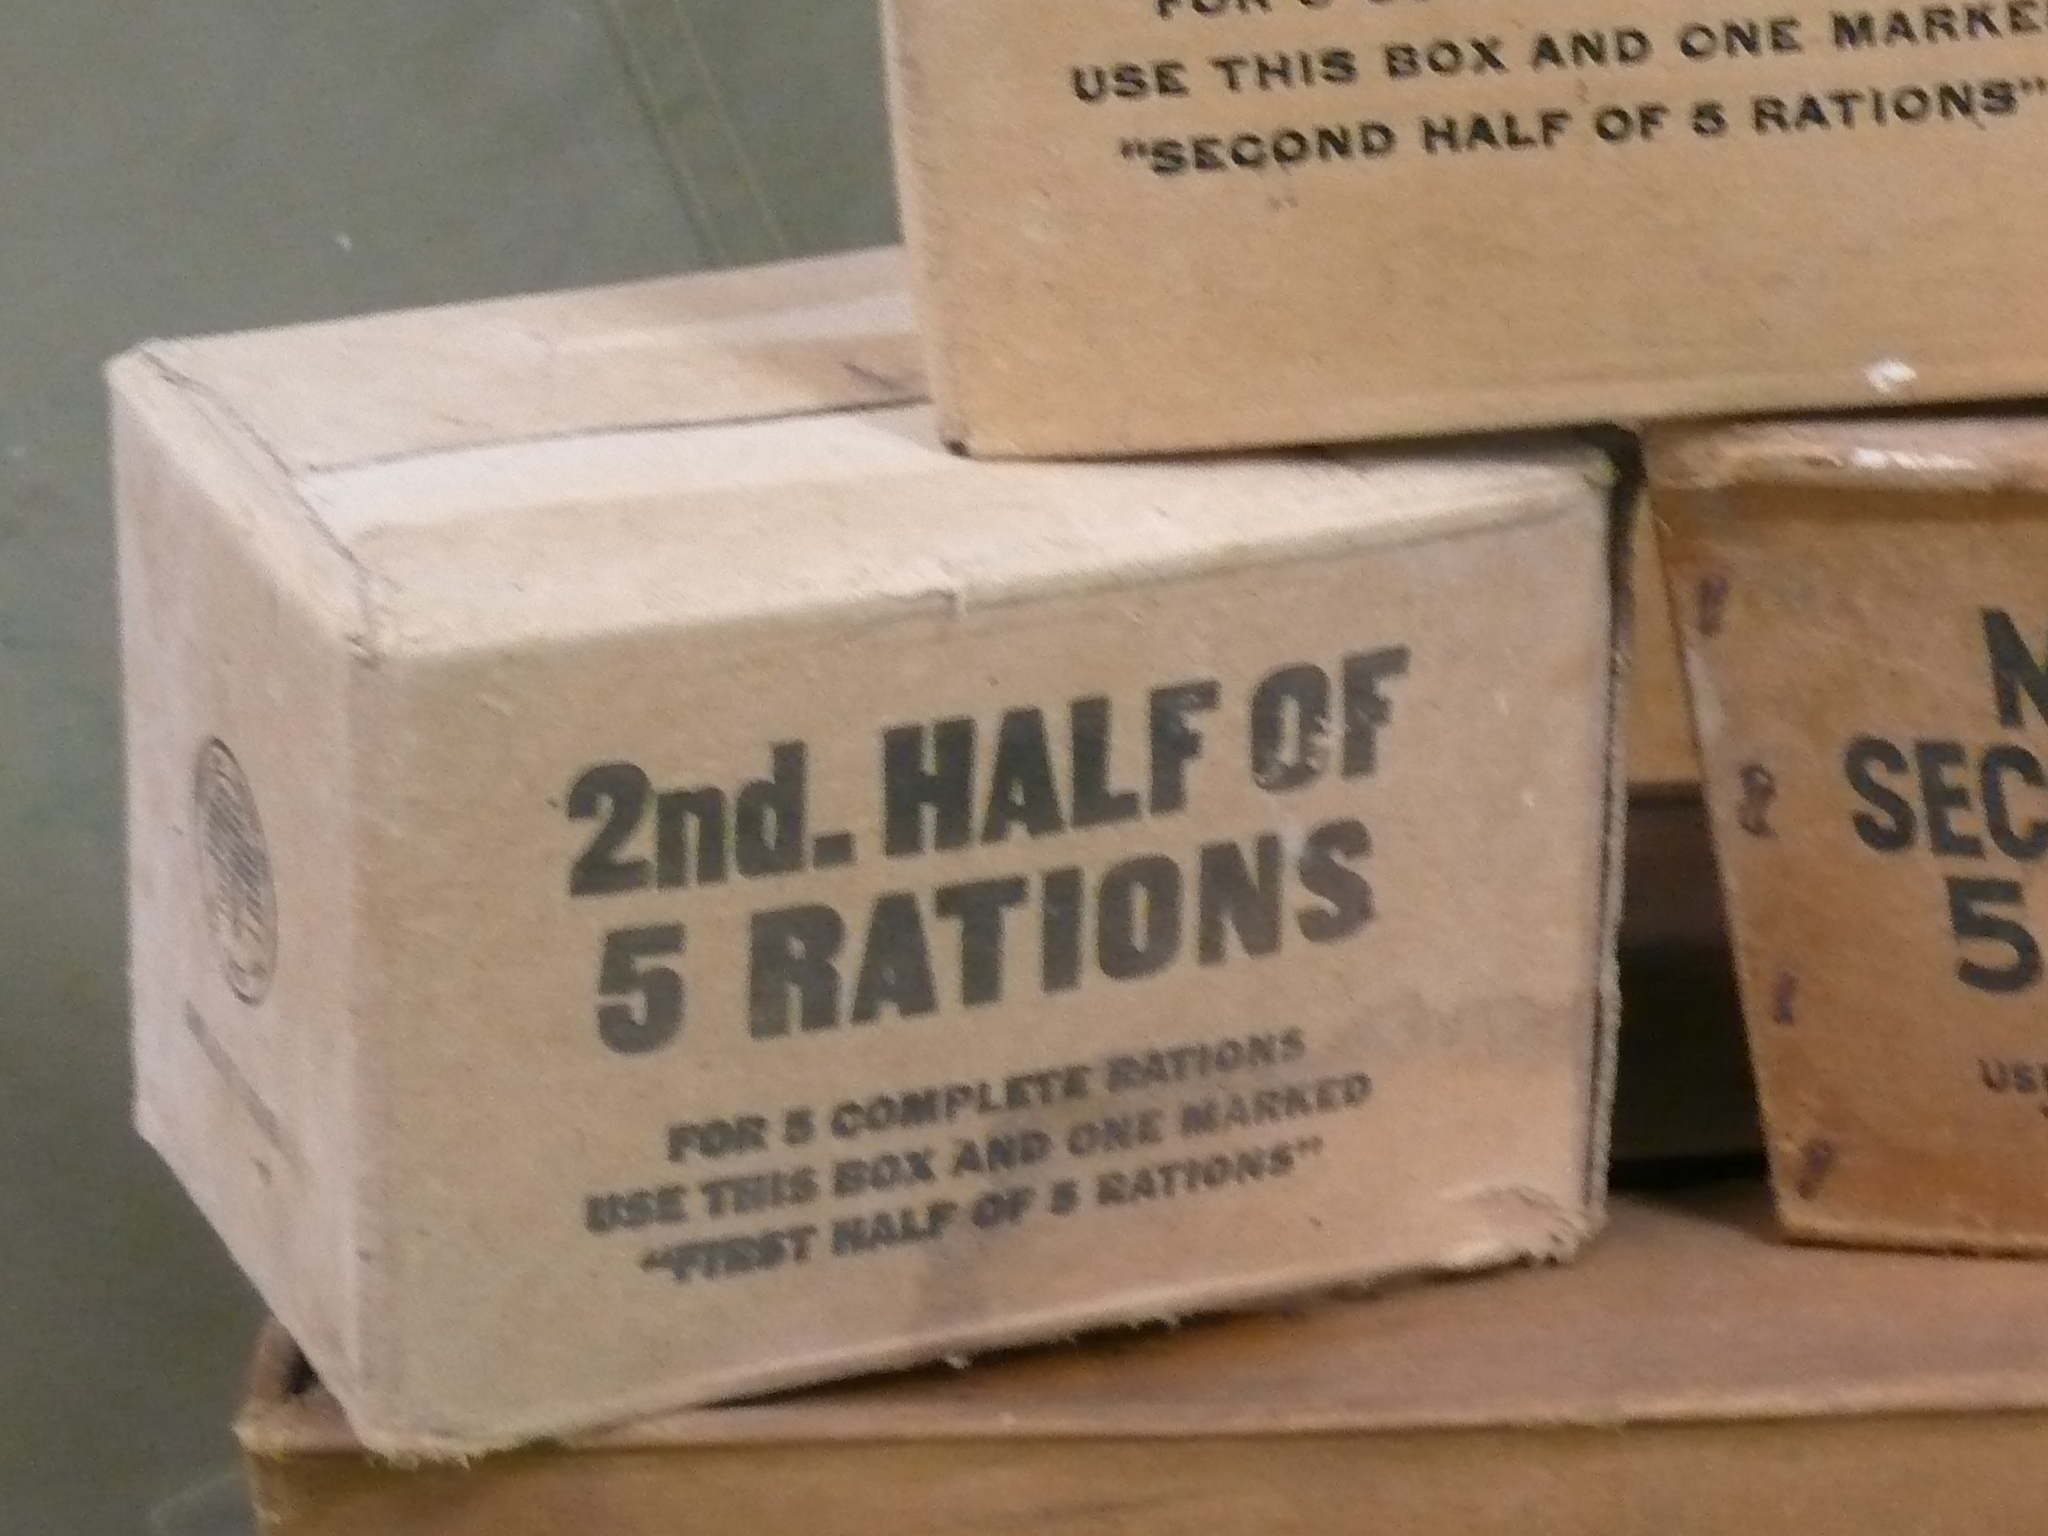 USE THIS BOX AND ONE MARKED
"SECOND HALF OF 5 RATIONS"
2nd. HALF OF
5 RATIONS
FOR 5 COMPLETE RATIONS
USE THIS BOX AND ONE MARKED
"FIRST HALF OF 5 RATIONS"
SEC
5